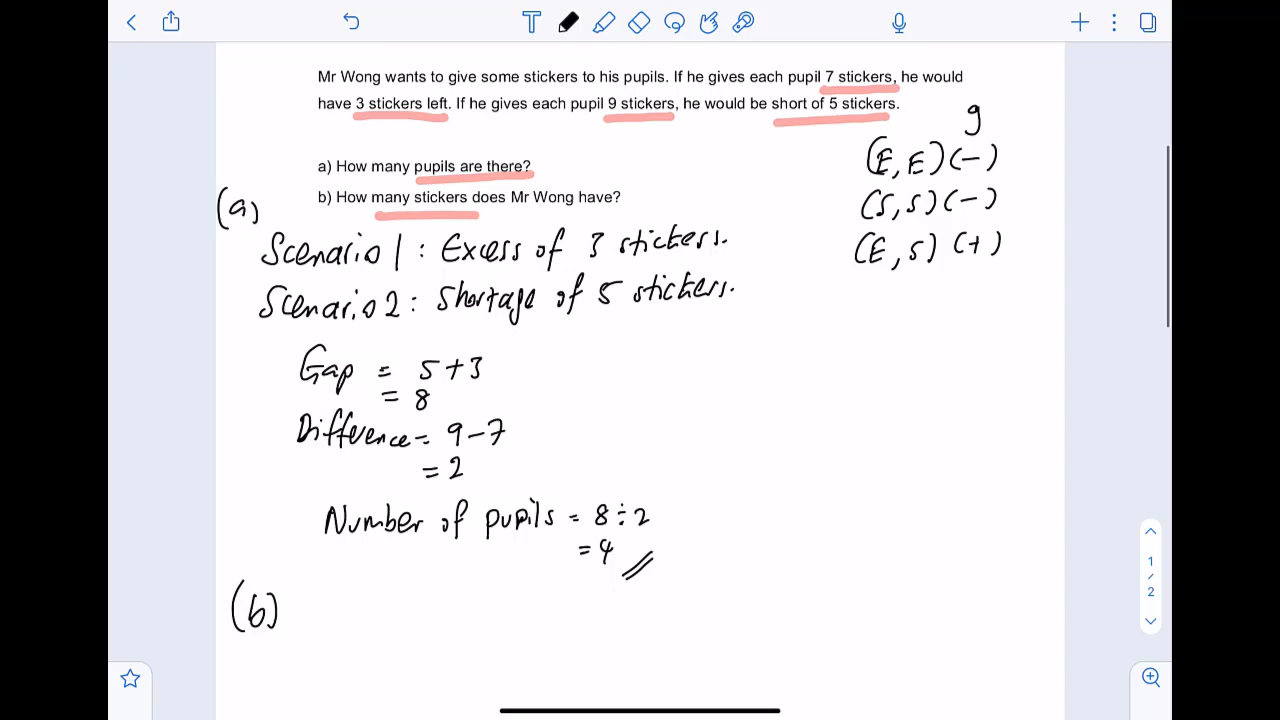 Mr Wong wants to give some stickers to his pupils. If he gives each pupil 7 stickers, he would
have 3 stickers left. If he gives each pupil 9 stickers, he would be short of 5 stickers.
g
(E, E) (-)
a) How many pupils are there?
b) How many stickers does Mr Wong have?
(S, S) (-)
(a)
(E, S) (+)
Scenario 1 : Excess of 3 stickers.
Scenario 2 : Shortage of 5 stickers.
Gap = 5 + 3
= 8
Difference = 9 - 7
= 2
Number of pupils = 8 ÷ 2
= 4
(b)
1
/
2